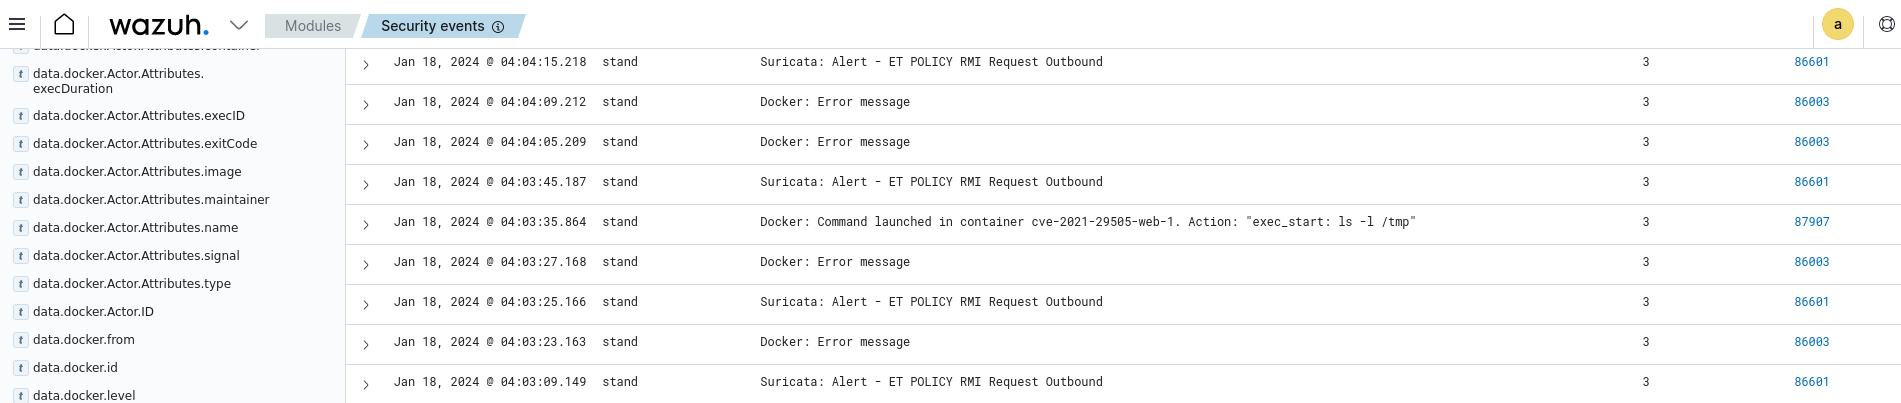 wazuh.
Modules
Security events
a
data.docker.Actor.Attributes.container
t data.docker.Actor.Attributes.
execDuration
t data.docker.Actor.Attributes.execID
t data.docker.Actor.Attributes.exitCode
t data.docker.Actor.Attributes.image
t data.docker.Actor.Attributes.maintainer
t data.docker.Actor.Attributes.name
t data.docker.Actor.Attributes.signal
t data.docker.Actor.Attributes.type
t data.docker.Actor.ID
t data.docker.from
t data.docker.id
t data.docker.level
Jan 18, 2024 @ 04:04:15.218 stand Suricata: Alert - ET POLICY RMI Request Outbound 3 86601
Jan 18, 2024 @ 04:04:09.212 stand Docker: Error message 3 86003
Jan 18, 2024 @ 04:04:05.209 stand Docker: Error message 3 86003
Jan 18, 2024 @ 04:03:45.187 stand Suricata: Alert - ET POLICY RMI Request Outbound 3 86601
Jan 18, 2024 @ 04:03:35.864 stand Docker: Command launched in container cve-2021-29505-web-1. Action: "exec_start: ls -l /tmp" 3 87907
Jan 18, 2024 @ 04:03:27.168 stand Docker: Error message 3 86003
Jan 18, 2024 @ 04:03:25.166 stand Suricata: Alert - ET POLICY RMI Request Outbound 3 86601
Jan 18, 2024 @ 04:03:23.163 stand Docker: Error message 3 86003
Jan 18, 2024 @ 04:03:09.149 stand Suricata: Alert - ET POLICY RMI Request Outbound 3 86601